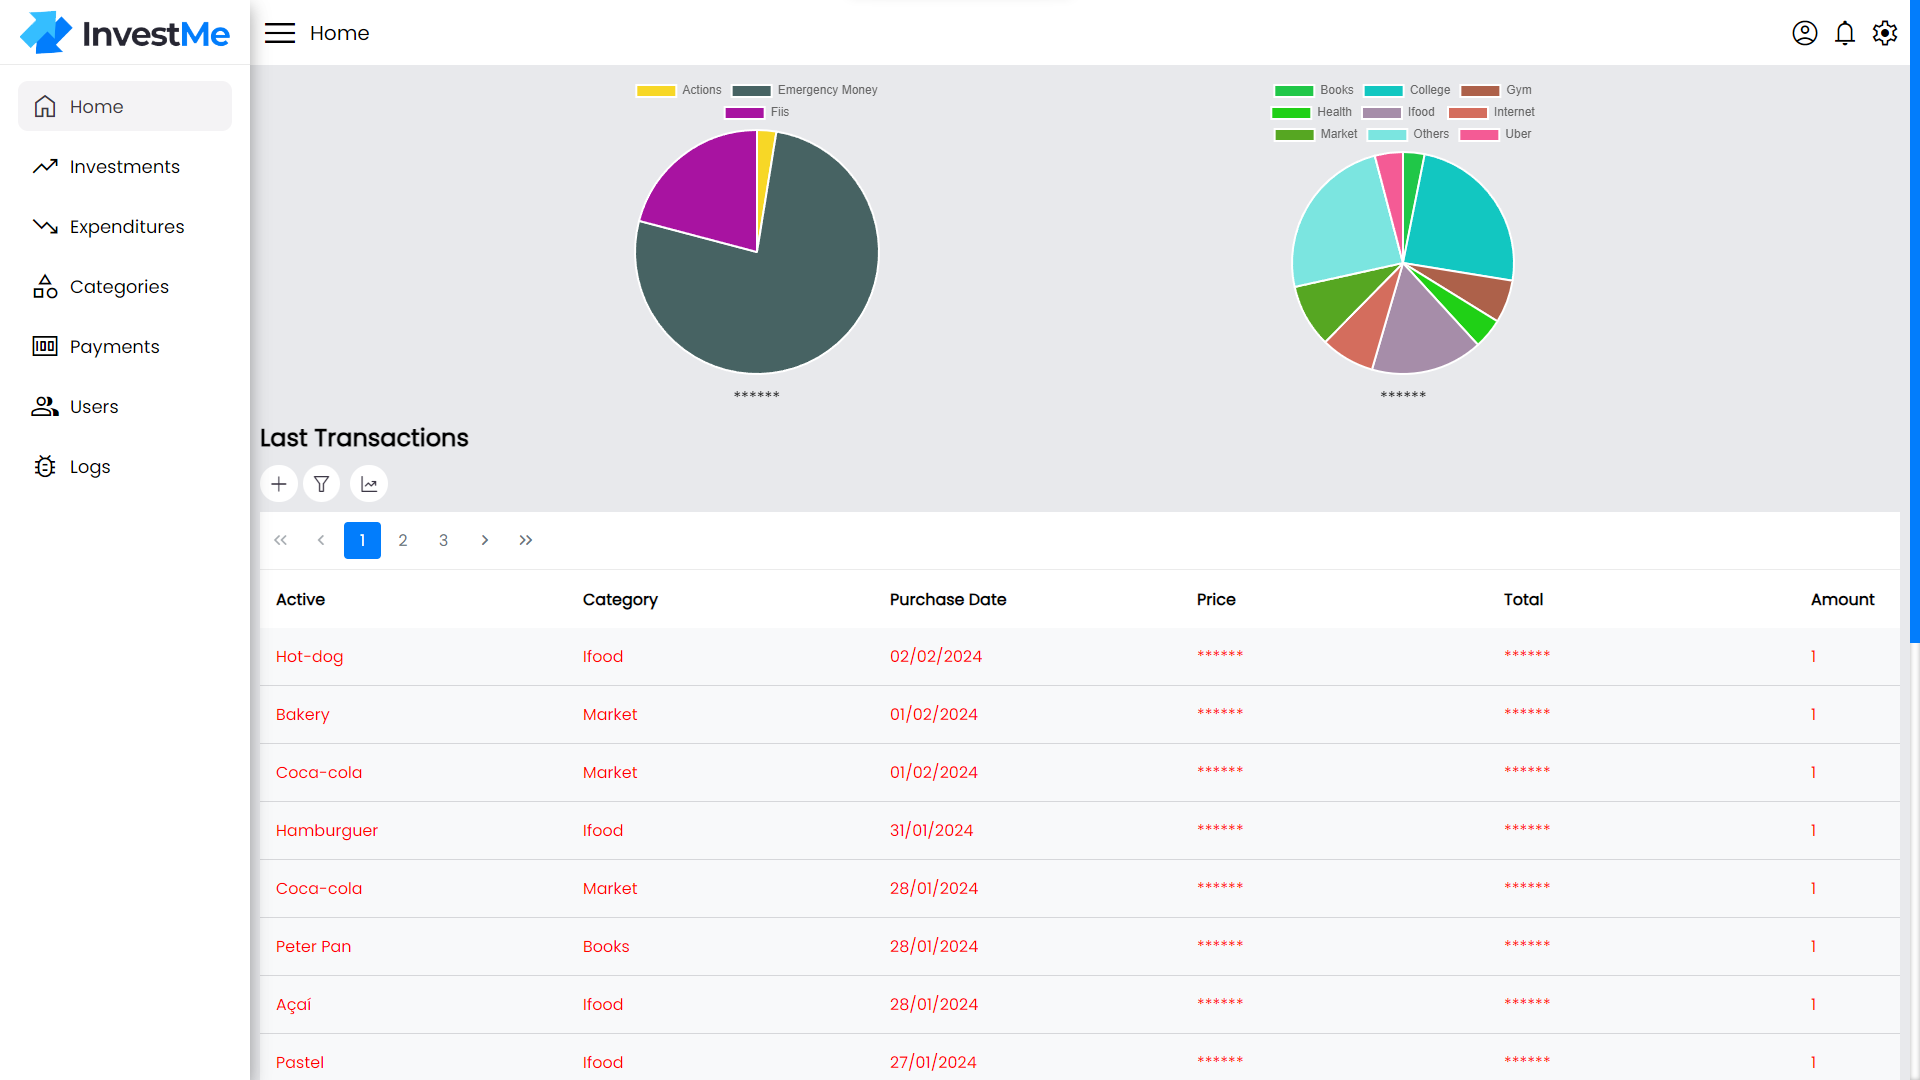 InvestMe
Home
Home
Investments
Expenditures
Categories
Payments
Users
Logs
Actions Emergency Money
Fiis
******
Books College Gym
Health Ifood Internet
Market Others Uber
******
Last Transactions
1 2 3
Active Category Purchase Date Price Total Amount
Hot-dog Ifood 02/02/2024 ****** ****** 1
Bakery Market 01/02/2024 ****** ****** 1
Coca-cola Market 01/02/2024 ****** ****** 1
Hamburguer Ifood 31/01/2024 ****** ****** 1
Coca-cola Market 28/01/2024 ****** ****** 1
Peter Pan Books 28/01/2024 ****** ****** 1
Açaí Ifood 28/01/2024 ****** ****** 1
Pastel Ifood 27/01/2024 ****** ****** 1